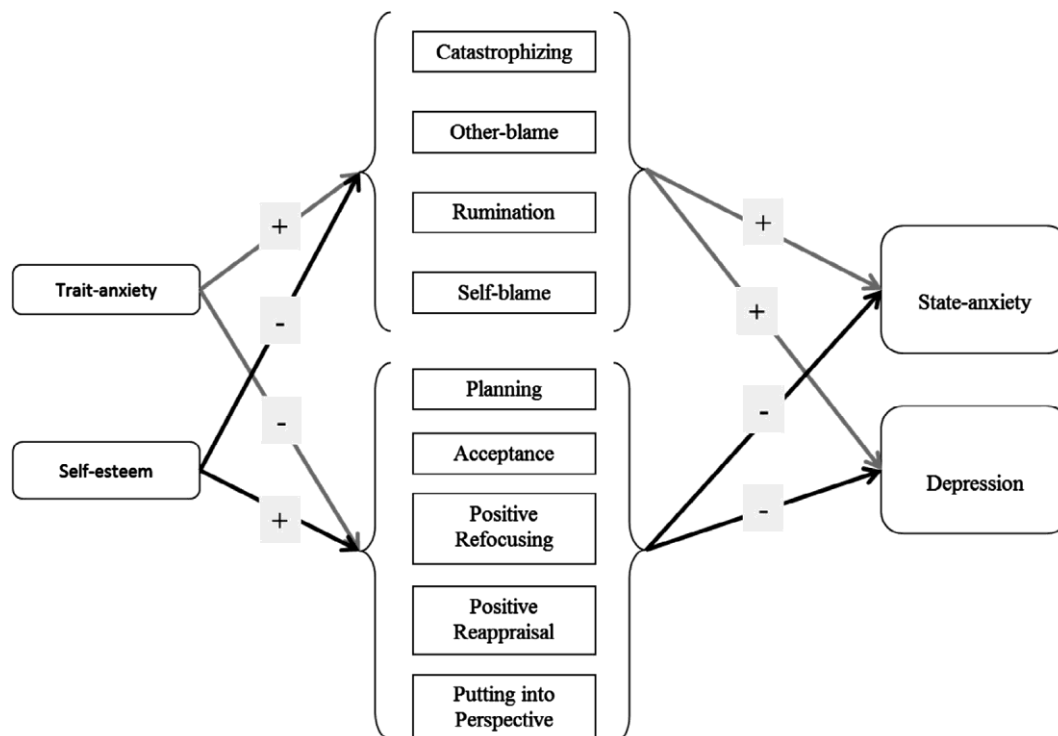 Catastrophizing
Other-blame
Rumination
Self-blame
+
-
Trait-anxiety
Self-esteem
-
+
Planning
Acceptance
Positive
Refocusing
Positive
Reappraisal
Putting into
Perspective
+
+
-
-
State-anxiety
Depression